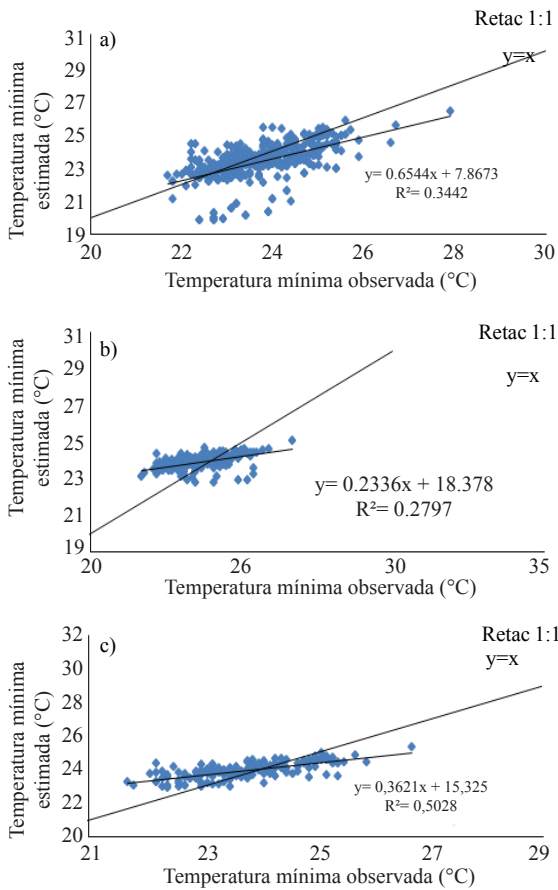 a)
Retac 1:1
y=x
Temperatura mínima
estimada (°C)
31
29
27
25
23
21
19
y= 0.6544x + 7.8673
R²= 0.3442
20 22 24 26 28 30
Temperatura mínima observada (°C)
b)
Retac 1:1
y=x
Temperatura mínima
estimada (°C)
31
29
27
25
23
21
19
y= 0.2336x + 18.378
R²= 0.2797
20 26 30 35
Temperatura mínima observada (°C)
c)
Retac 1:1
y=x
Temperatura mínima
estimada (°C)
32
30
28
26
24
22
20
y= 0,3621x + 15,325
R²= 0,5028
21 23 25 27 29
Temperatura mínima observada (°C)